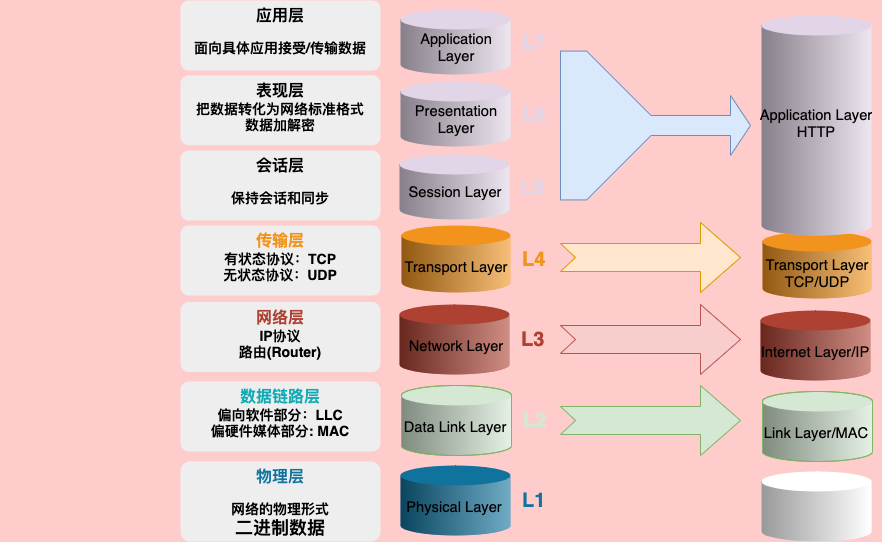 应用层
面向具体应用接受/传输数据
Application
Layer
L7
Application Layer
HTTP
表现层
把数据转化为网络标准格式
数据加解密
Presentation
Layer
L6
会话层
保持会话和同步
Session Layer
L5
传输层
有状态协议：TCP
无状态协议：UDP
Transport Layer
L4
Transport Layer
TCP/UDP
网络层
IP协议
路由(Router)
Network Layer
L3
Internet Layer/IP
数据链路层
偏向软件部分：LLC
偏硬件媒体部分: MAC
Data Link Layer
L2
Link Layer/MAC
物理层
网络的物理形式
二进制数据
Physical Layer
L1